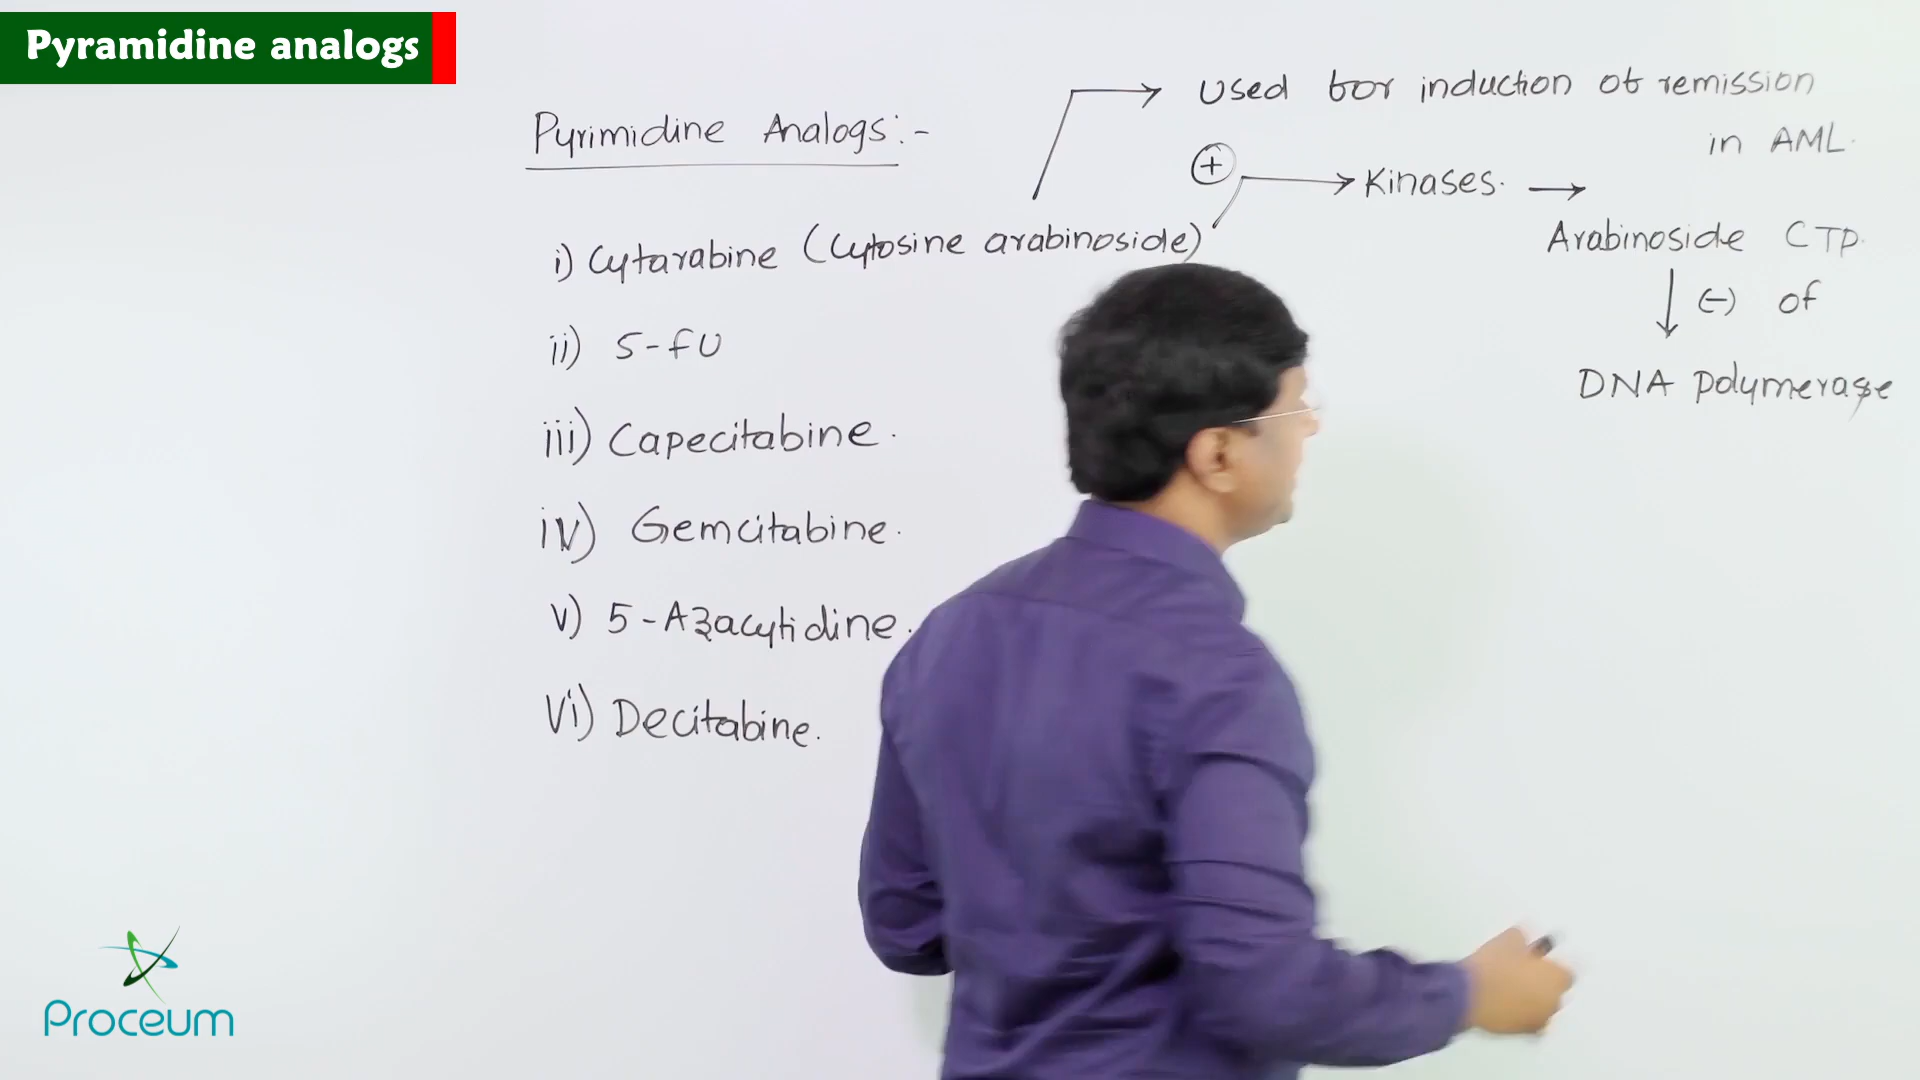 Pyramidine analogs
Pyrimidine Analogs:-
Used for induction of remission
in AML.
(+) → Kinases. →
i) Cytarabine (Cytosine arabinoside)
Arabinoside CTP.
↓ (-) of
DNA polymerase
ii) 5-FU
iii) Capecitabine.
iv) Gemcitabine.
v) 5-Azacytidine.
vi) Decitabine.
Proceum